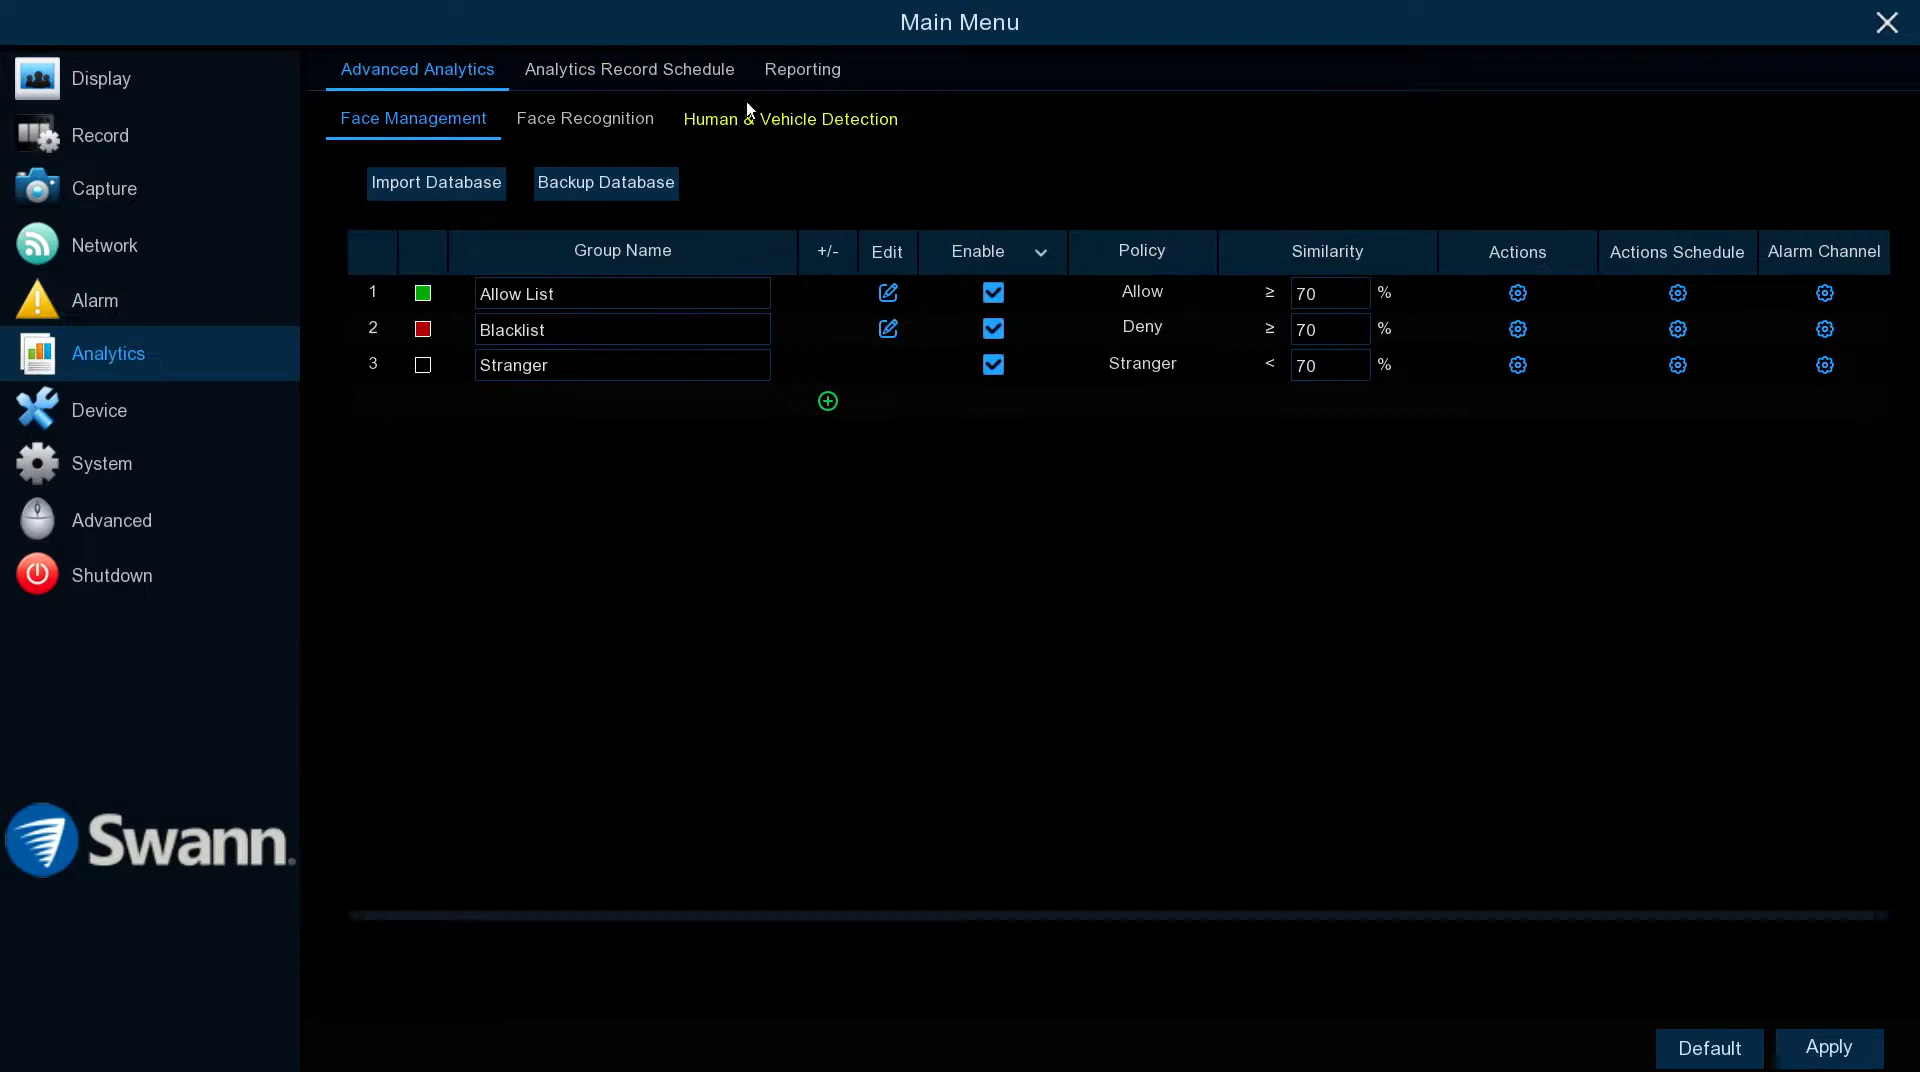 Main Menu
Display
Record
Capture
Network
Alarm
Analytics
Device
System
Advanced
Shutdown
Swann.
Advanced Analytics Analytics Record Schedule Reporting
Face Management Face Recognition Human & Vehicle Detection
Import Database Backup Database
Group Name +/- Edit Enable Policy Similarity Actions Actions Schedule Alarm Channel
1 Allow List Allow ≥ 70 %
2 Blacklist Deny ≥ 70 %
3 Stranger Stranger < 70 %
Default Apply